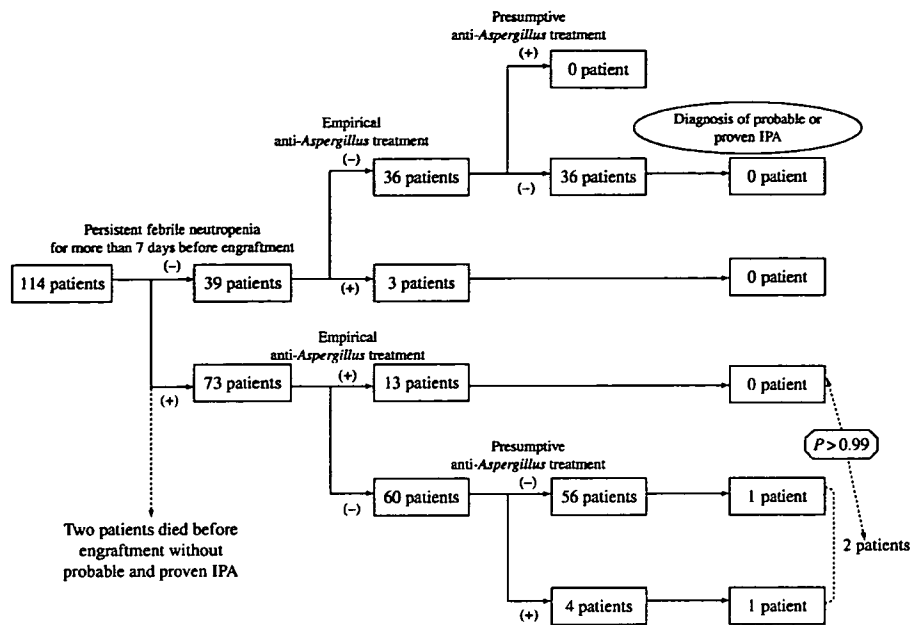 Presumptive
anti-Aspergillus treatment
(+)
0 patient
Empirical
anti-Aspergillus treatment
(–)
36 patients
(–)
36 patients
Diagnosis of probable or
proven IPA
0 patient
Persistent febrile neutropenia
for more than 7 days before engraftment
114 patients
(–)
39 patients
(+)
3 patients
0 patient
Empirical
anti-Aspergillus treatment
(+)
73 patients
(+)
13 patients
0 patient
P > 0.99
Presumptive
anti-Aspergillus treatment
(–)
60 patients
(–)
56 patients
1 patient
2 patients
Two patients died before
engraftment without
probable and proven IPA
(+)
4 patients
1 patient